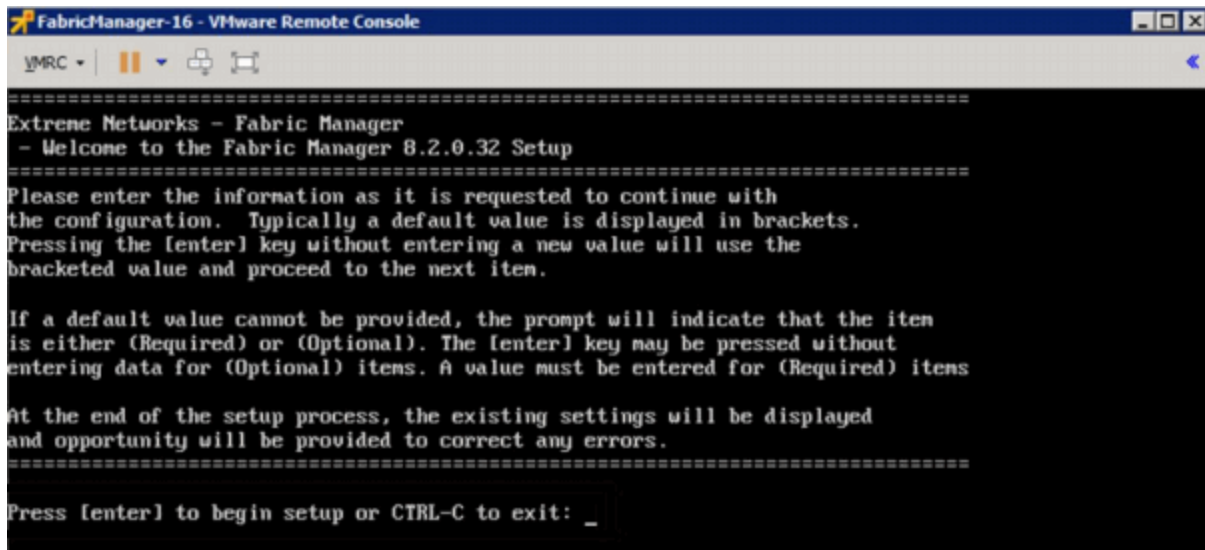 FabricManager-16 - VMware Remote Console
VMRC
================================================================================
Extreme Networks - Fabric Manager
 - Welcome to the Fabric Manager 8.2.0.32 Setup
================================================================================
Please enter the information as it is requested to continue with
the configuration.  Typically a default value is displayed in brackets.
Pressing the [enter] key without entering a new value will use the
bracketed value and proceed to the next item.

If a default value cannot be provided, the prompt will indicate that the item
is either (Required) or (Optional). The [enter] key may be pressed without
entering data for (Optional) items. A value must be entered for (Required) items

At the end of the setup process, the existing settings will be displayed
and opportunity will be provided to correct any errors.
================================================================================

Press [enter] to begin setup or CTRL-C to exit: _